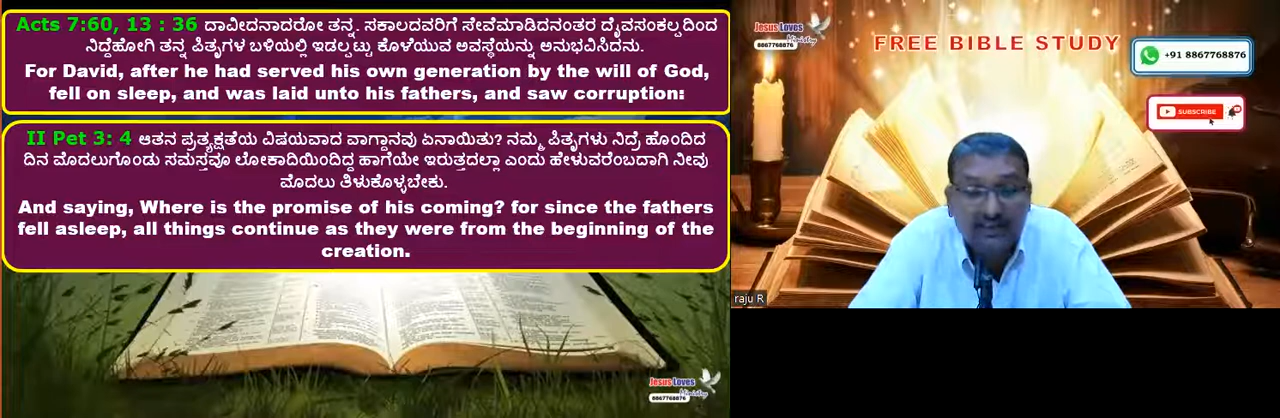 Acts 7:60, 13 : 36 ದಾವೀದನಾದರೋ ತನ್ನ ಸಕಾಲದವರಿಗೆ ಸೇವೆಮಾಡಿದನಂತರ ದೈವಸಂಕಲ್ಪದಿಂದ
ನಿದ್ದೆಹೋಗಿ ತನ್ನ ಪಿತೃಗಳ ಬಳಿಯಲ್ಲಿ ಇಡಲ್ಪಟ್ಟು ಕೊಳೆಯುವ ಅವಸ್ಥೆಯನ್ನು ಅನುಭವಿಸಿದನು.
For David, after he had served his own generation by the will of God,
fell on sleep, and was laid unto his fathers, and saw corruption:
II Pet 3: 4 ಆತನ ಪ್ರತ್ಯಕ್ಷತೆಯ ವಿಷಯವಾದ ವಾಗ್ದಾನವು ಏನಾಯಿತು? ನಮ್ಮ ಪಿತೃಗಳು ನಿದ್ರೆ ಹೊಂದಿದ
ದಿನ ಮೊದಲುಗೊಂಡು ಸಮಸ್ತವೂ ಲೋಕಾದಿಯಿಂದಿದ್ದ ಹಾಗೆಯೇ ಇರುತ್ತದಲ್ಲಾ ಎಂದು ಹೇಳುವರೆಂಬದಾಗಿ ನೀವು
ಮೊದಲು ತಿಳುಕೊಳ್ಳಬೇಕು.
And saying, Where is the promise of his coming? for since the fathers
fell asleep, all things continue as they were from the beginning of the
creation.
Jesus Loves
Ministry
8867768876
Jesus Loves
Ministry
8867768876
FREE BIBLE STUDY
+91 8867768876
SUBSCRIBE
raju R